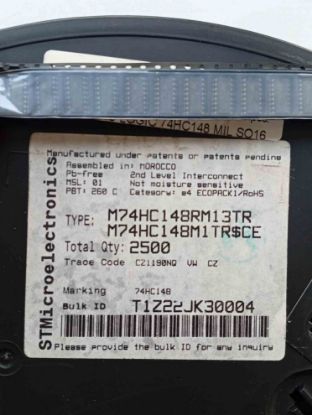 LOGIC 74HC148 MIL SO16
STMicroelectronics
Manufactured under patents or patents pending
Assembled in: MOROCCO
Pb-free 2nd Level Interconnect
MSL: 01 Not moisture sensitive
PBT: 260 C Category: e4 ECOPACK1/RoHS
TYPE: M74HC148RM13TR
M74HC148M1TR$CE
Total Qty: 2500
Trace Code CZ1190NQ VW CZ
Marking 74HC148
Bulk ID T1Z22JK30004
Please provide the bulk ID for any inquiry